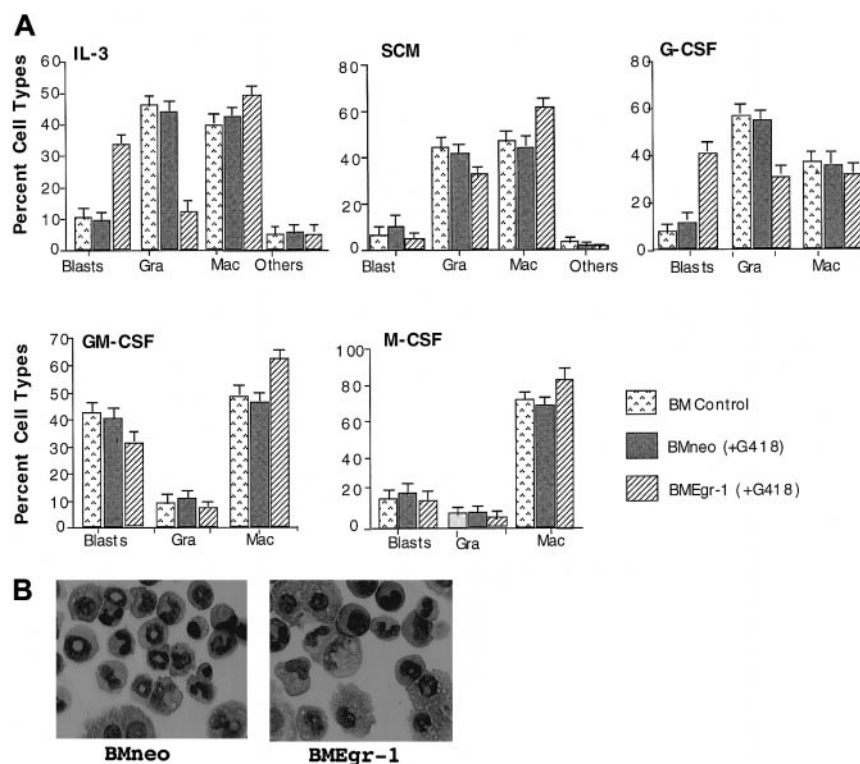 A
IL-3
SCM
G-CSF
Percent Cell Types
60
50
40
30
20
10
0
Blasts Gra Mac Others
80
60
40
20
0
Blast Gra Mac Others
80
60
40
20
0
Blasts Gra Mac
GM-CSF
M-CSF
Percent Cell Types
70
60
50
40
30
20
10
0
Blasts Gra Mac
100
80
60
40
20
0
Blasts Gra Mac
BM Control
BMneo (+G418)
BMEgr-1 (+G418)
B
BMneo
BMEgr-1